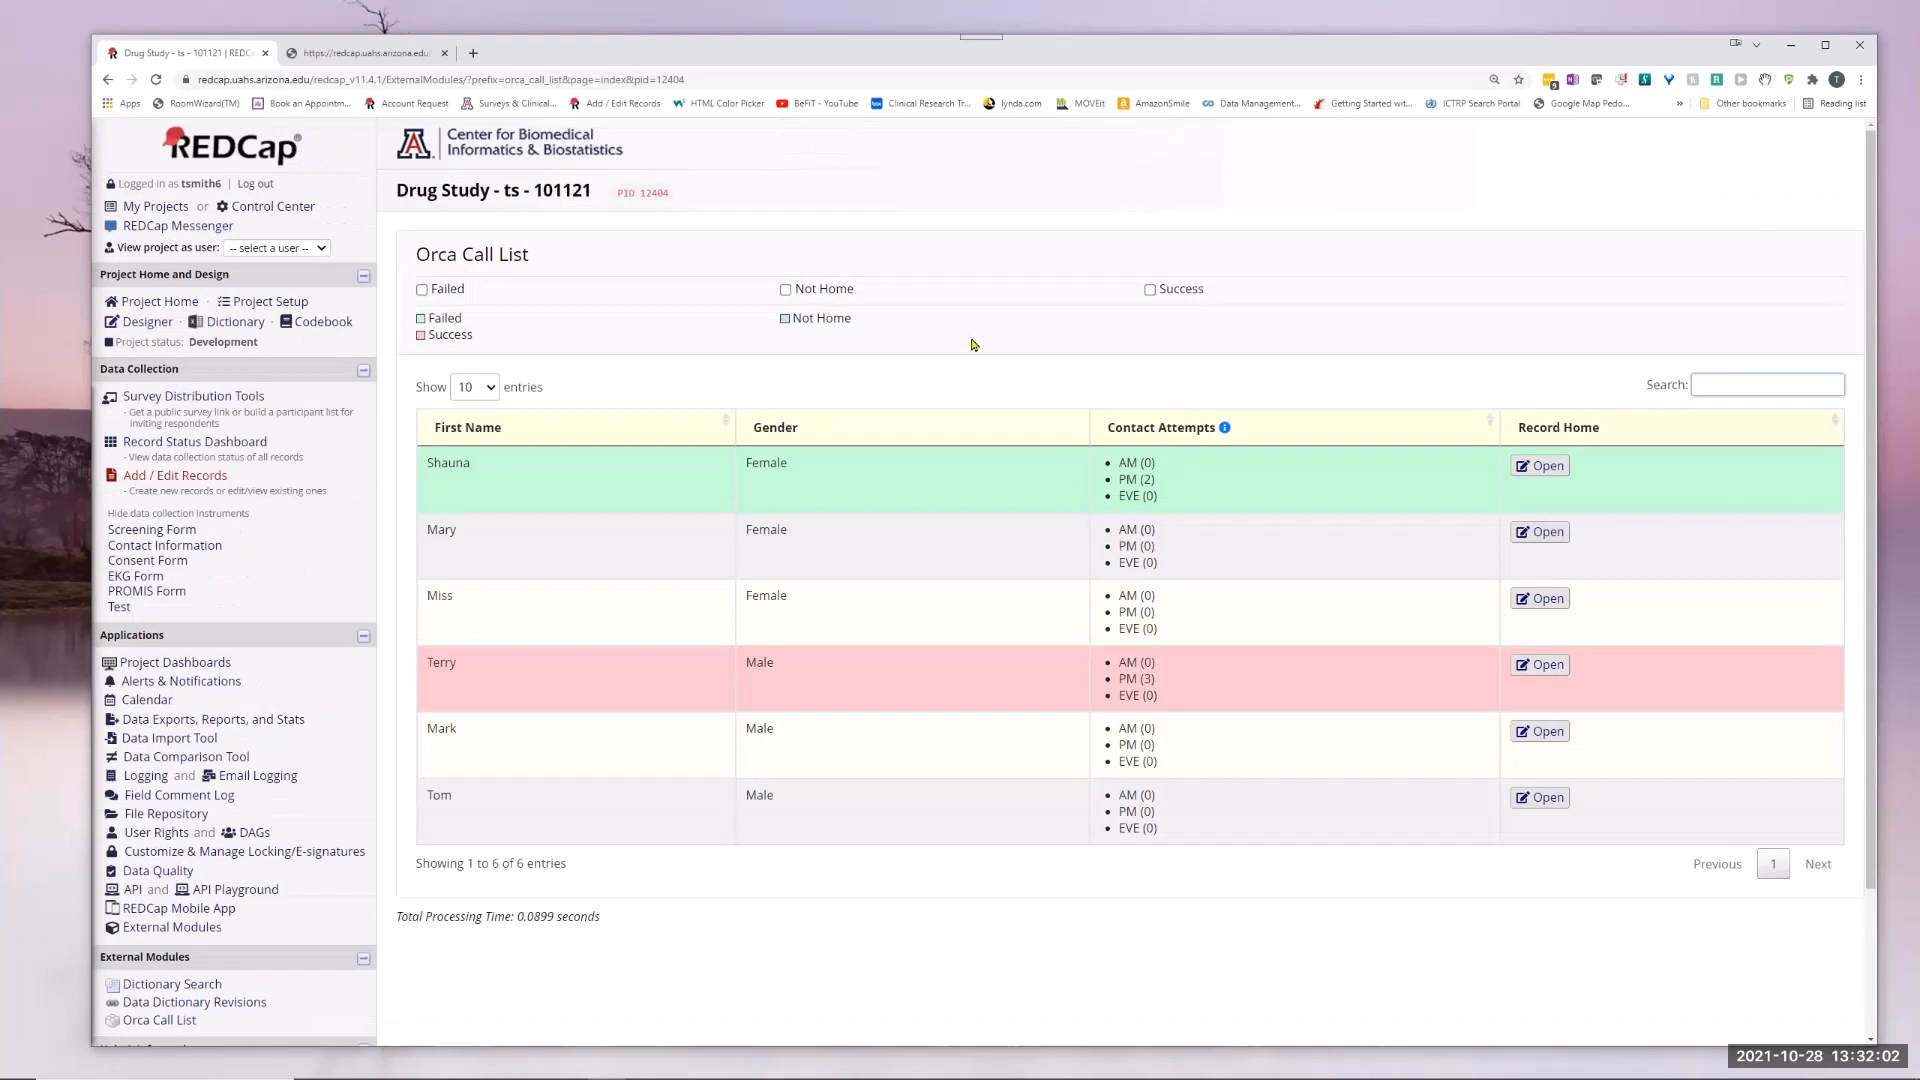 Drug Study - ts - 101121 | REDC
https://redcap.uahs.arizona.edu
redcap.uahs.arizona.edu/redcap_v11.4.1/ExternalModules/?prefix=orca_call_list&page=index&pid=12404
Apps RoomWizard(TM) Book an Appointm... Account Request Surveys & Clinical... Add / Edit Records HTML Color Picker BeFiT - YouTube Clinical Research Tr... lynda.com MOVEit AmazonSmile Data Management... Getting Started wit... ICTRP Search Portal Google Map Pedo... » Other bookmarks Reading list
REDCap
Logged in as tsmith6 | Log out
My Projects or Control Center
REDCap Messenger
View project as user: -- select a user --
Project Home and Design
Project Home · Project Setup
Designer · Dictionary · Codebook
Project status: Development
Data Collection
Survey Distribution Tools
- Get a public survey link or build a participant list for
inviting respondents
Record Status Dashboard
- View data collection status of all records
Add / Edit Records
- Create new records or edit/view existing ones
Hide data collection instruments
Screening Form
Contact Information
Consent Form
EKG Form
PROMIS Form
Test
Applications
Project Dashboards
Alerts & Notifications
Calendar
Data Exports, Reports, and Stats
Data Import Tool
Data Comparison Tool
Logging and Email Logging
Field Comment Log
File Repository
User Rights and DAGs
Customize & Manage Locking/E-signatures
Data Quality
API and API Playground
REDCap Mobile App
External Modules
External Modules
Dictionary Search
Data Dictionary Revisions
Orca Call List
A Center for Biomedical
Informatics & Biostatistics
Drug Study - ts - 101121 PID 12404
Orca Call List
Failed Not Home Success
Failed Not Home
Success
Show 10 entries Search:
First Name Gender Contact Attempts Record Home
Shauna Female • AM (0) Open
• PM (2)
• EVE (0)
Mary Female • AM (0) Open
• PM (0)
• EVE (0)
Miss Female • AM (0) Open
• PM (0)
• EVE (0)
Terry Male • AM (0) Open
• PM (3)
• EVE (0)
Mark Male • AM (0) Open
• PM (0)
• EVE (0)
Tom Male • AM (0) Open
• PM (0)
• EVE (0)
Showing 1 to 6 of 6 entries Previous 1 Next
Total Processing Time: 0.0899 seconds
2021-10-28 13:32:02